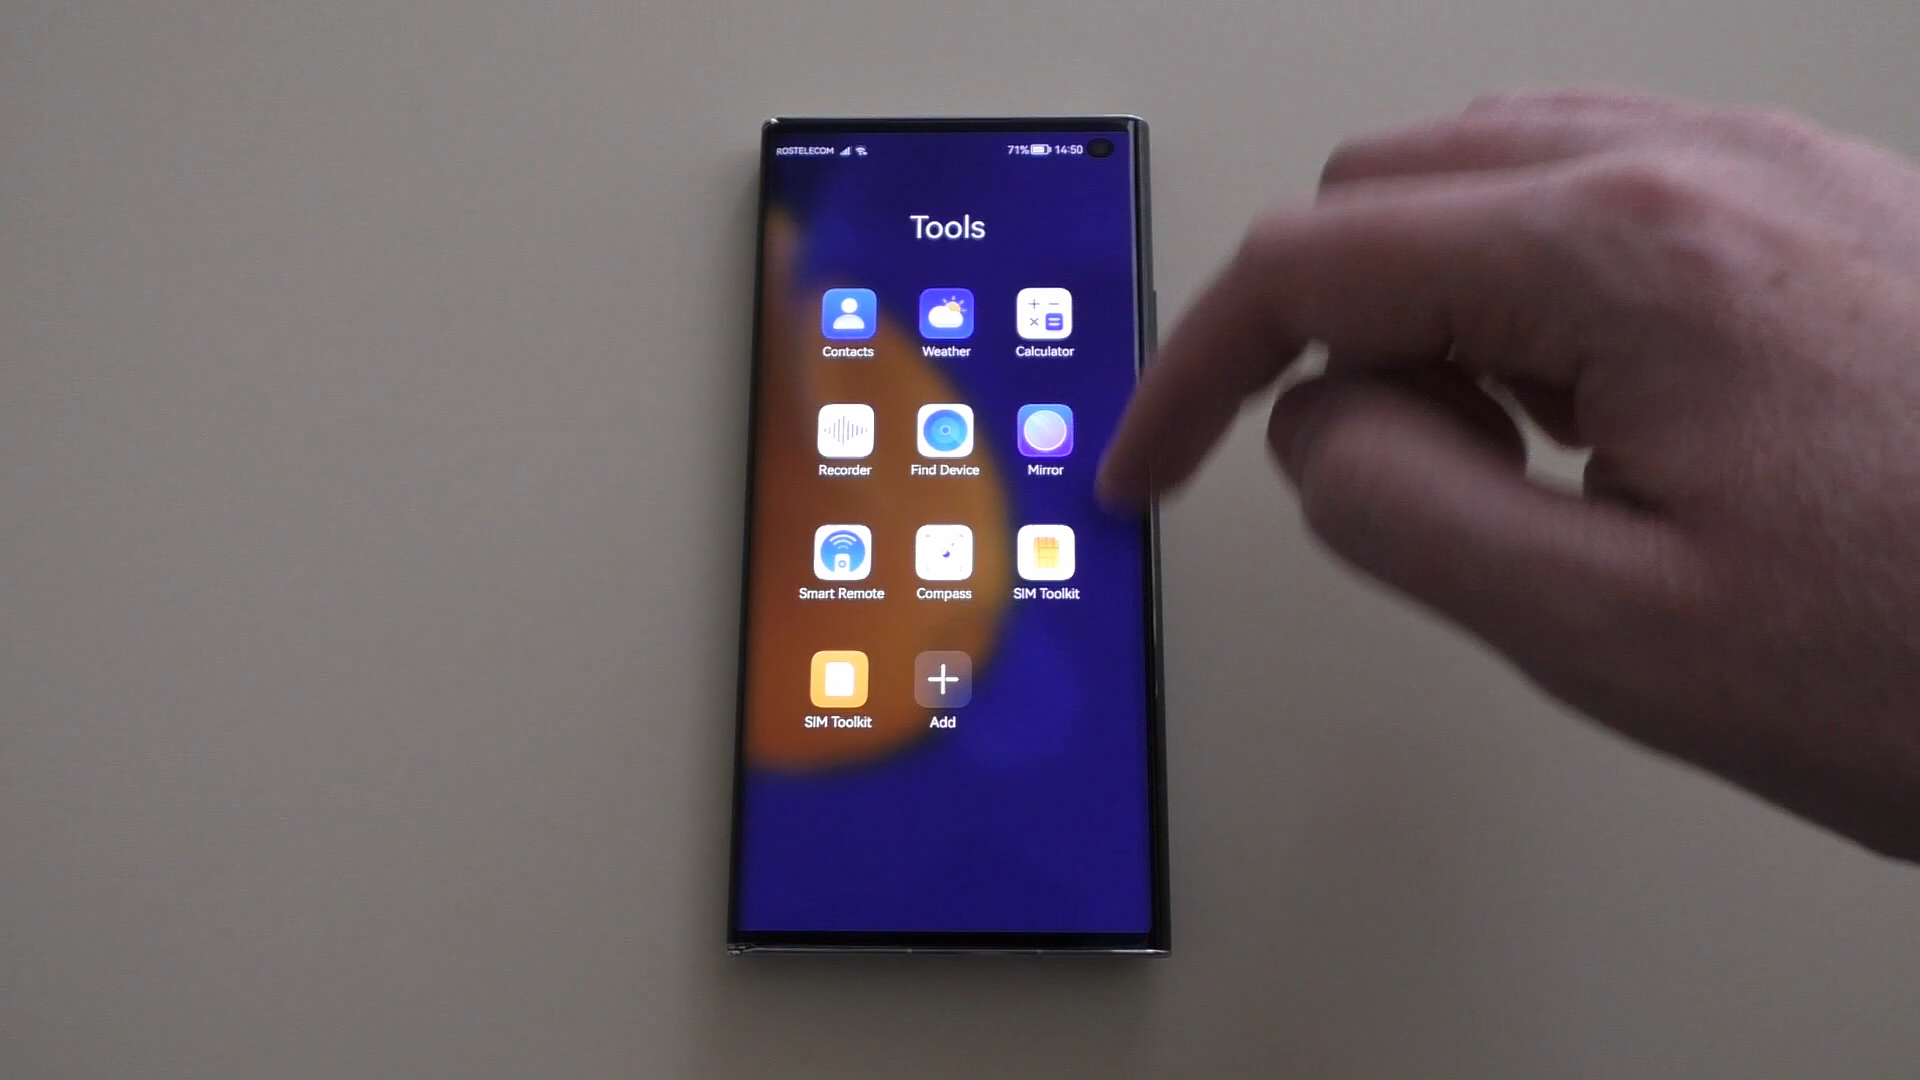 ROSTELECOM 71% 14:50
Tools
Contacts Weather Calculator
Recorder Find Device Mirror
Smart Remote Compass SIM Toolkit
SIM Toolkit Add